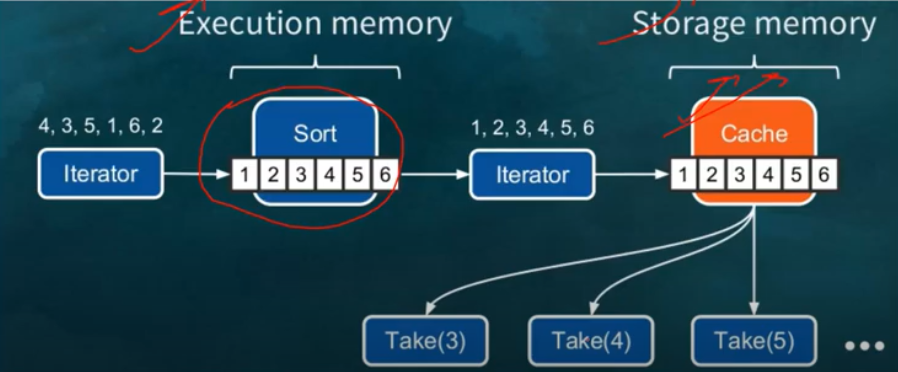 Execution memory
Storage memory
4, 3, 5, 1, 6, 2
Sort
1, 2, 3, 4, 5, 6
Cache
Iterator
1 2 3 4 5 6
Iterator
1 2 3 4 5 6
Take(3)
Take(4)
Take(5)
•••